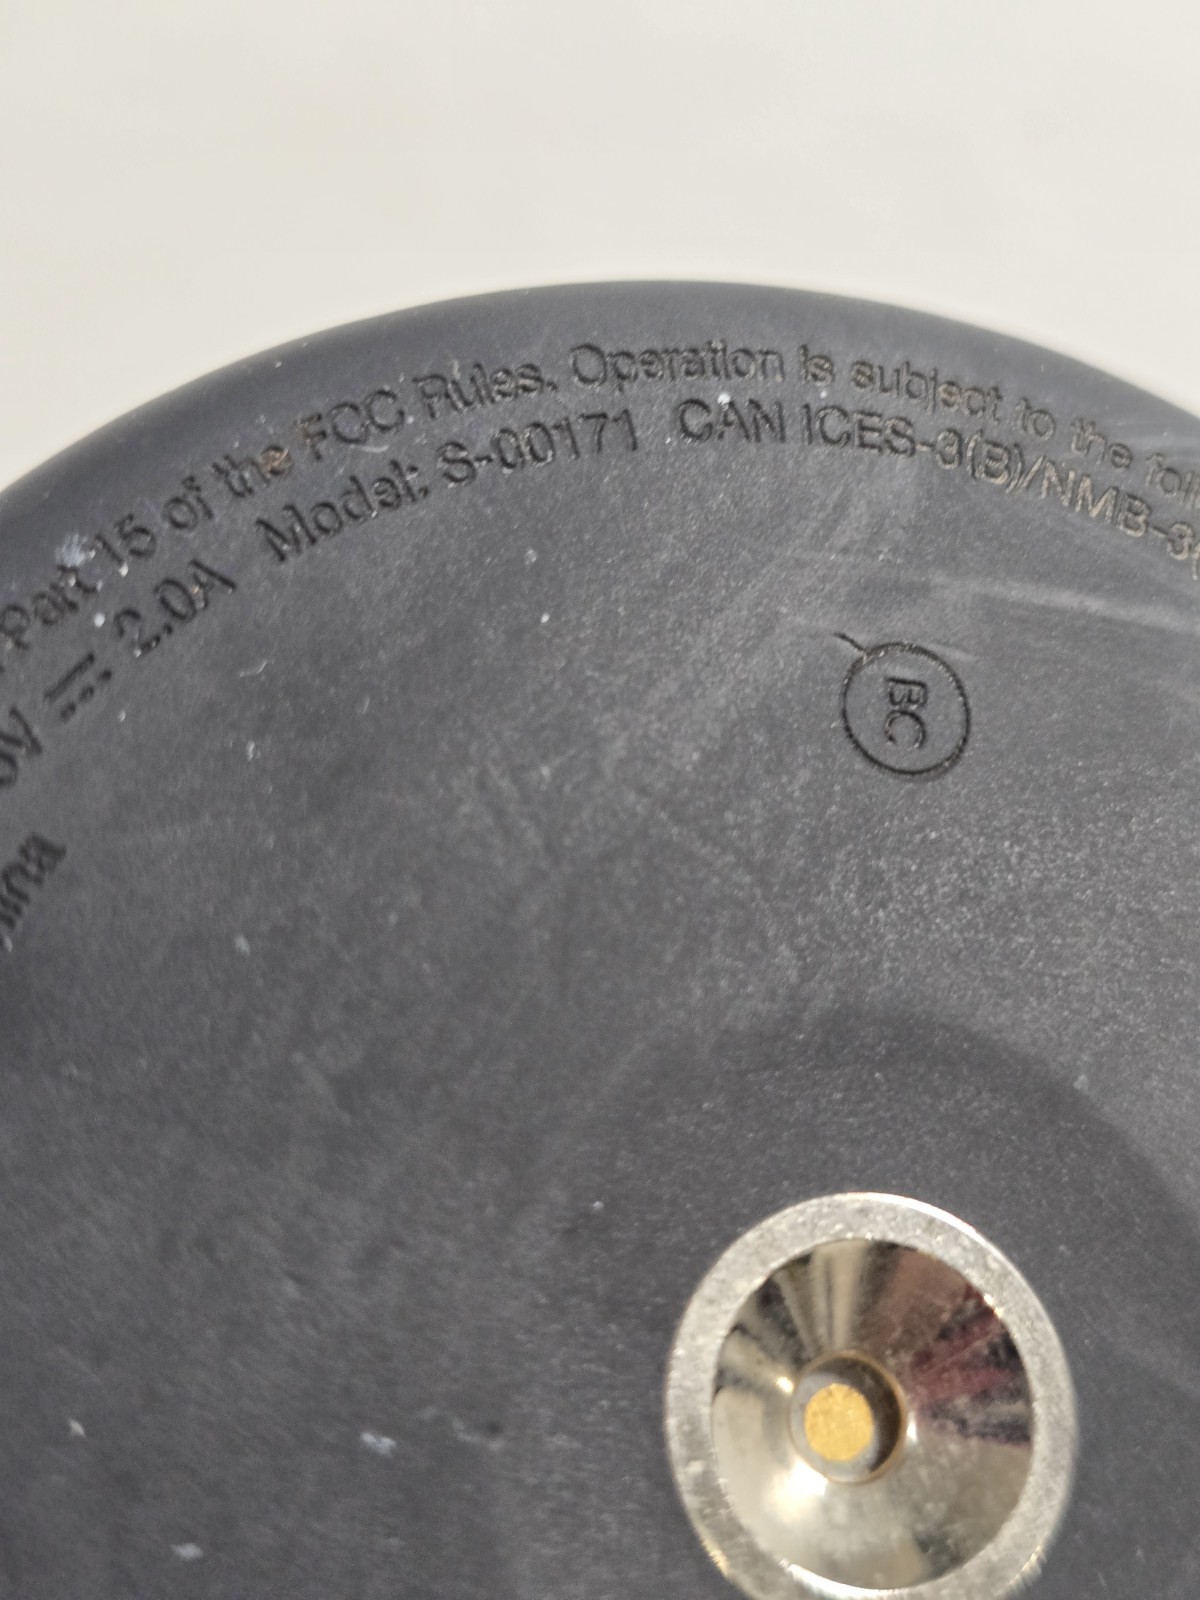 Part 15 of the FCC Rules. Operation is subject to the
2.0A Model: S-00171 CAN ICES-3(B)/NMB-3(
BC